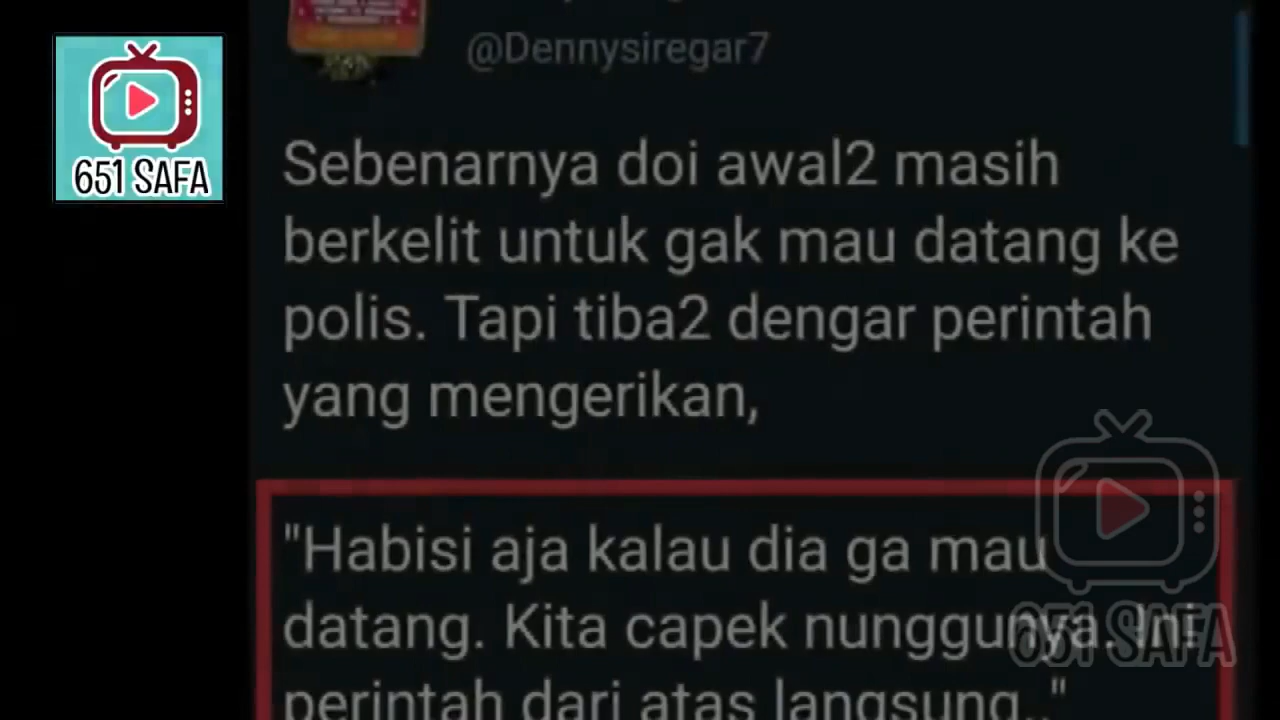 651 SAFA
@Dennysiregar7
Sebenarnya doi awal2 masih
berkelit untuk gak mau datang ke
polis. Tapi tiba2 dengar perintah
yang mengerikan,
"Habisi aja kalau dia ga mau
datang. Kita capek nunggunya. Ini
perintah dari atas langsung.."
651 SAFA